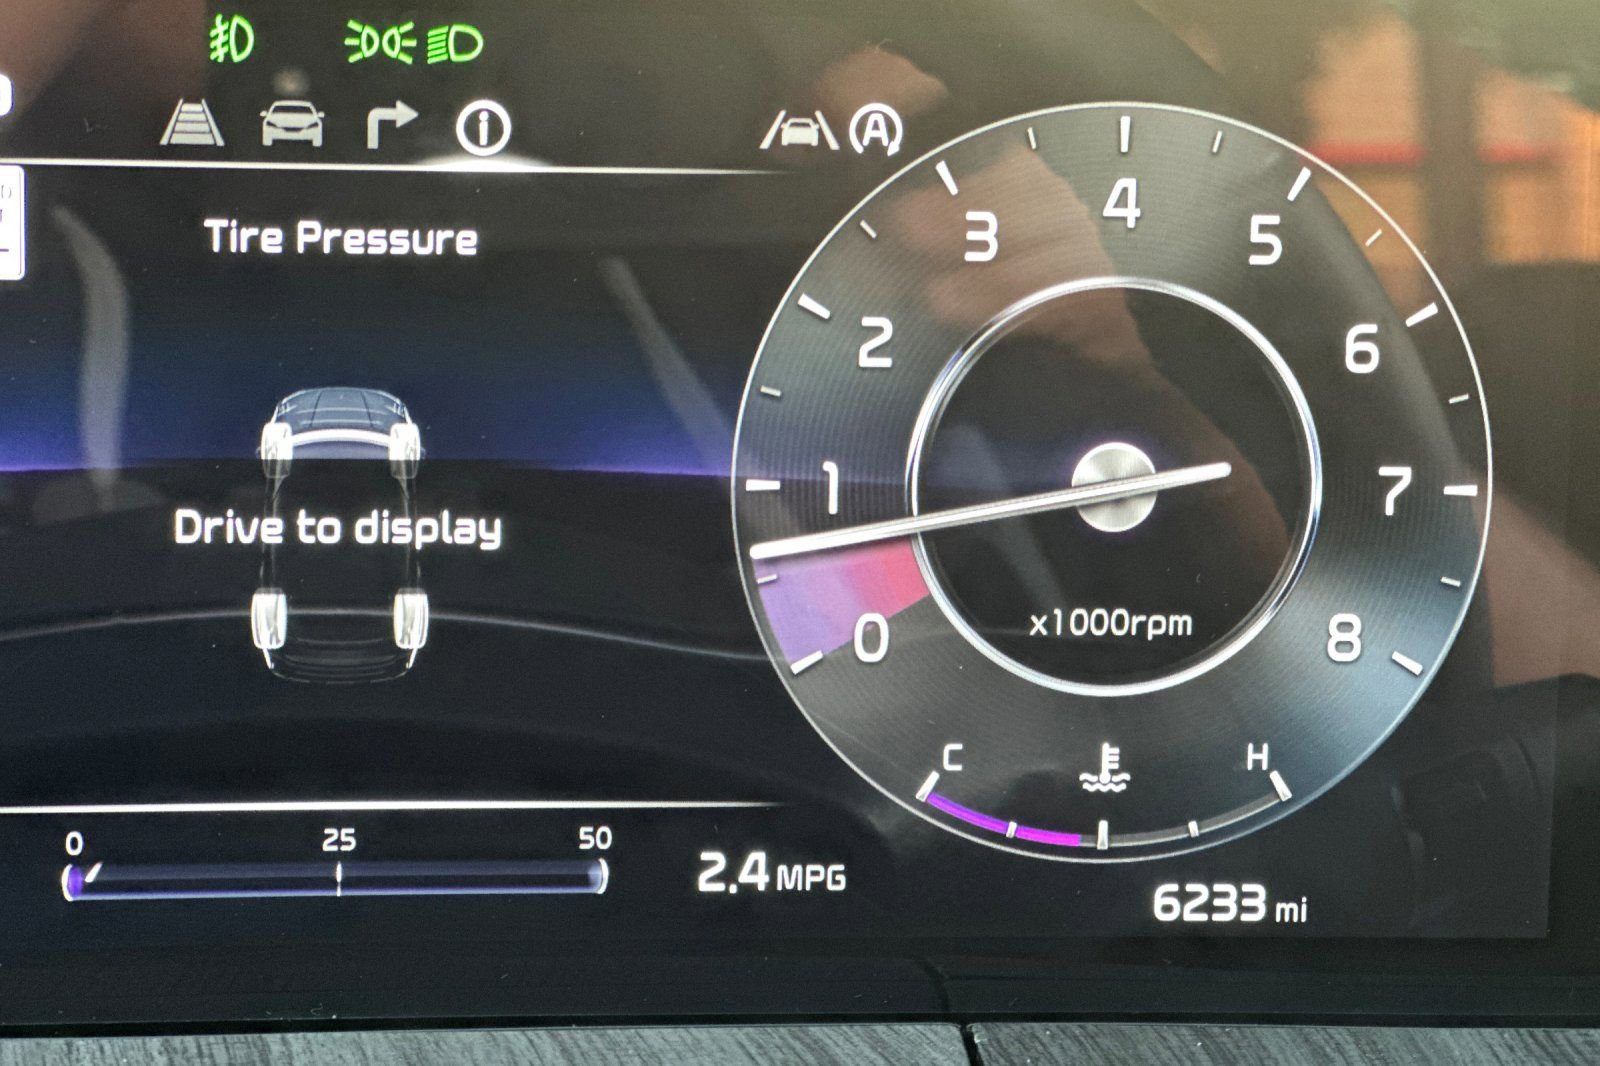 A
Tire Pressure
Drive to display
0 25 50
2.4 MPG
0
1
2
3
4
5
6
7
8
x1000rpm
C H
6233 mi